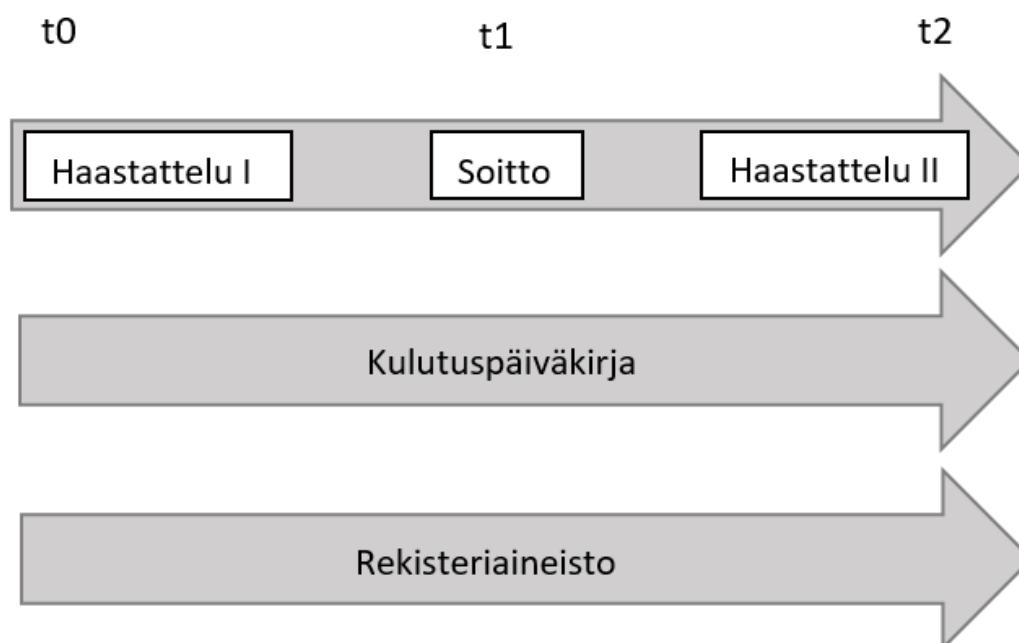 t0
t1
t2
Haastattelu I
Soitto
Haastattelu II
Kulutuspäiväkirja
Rekisteriaineisto